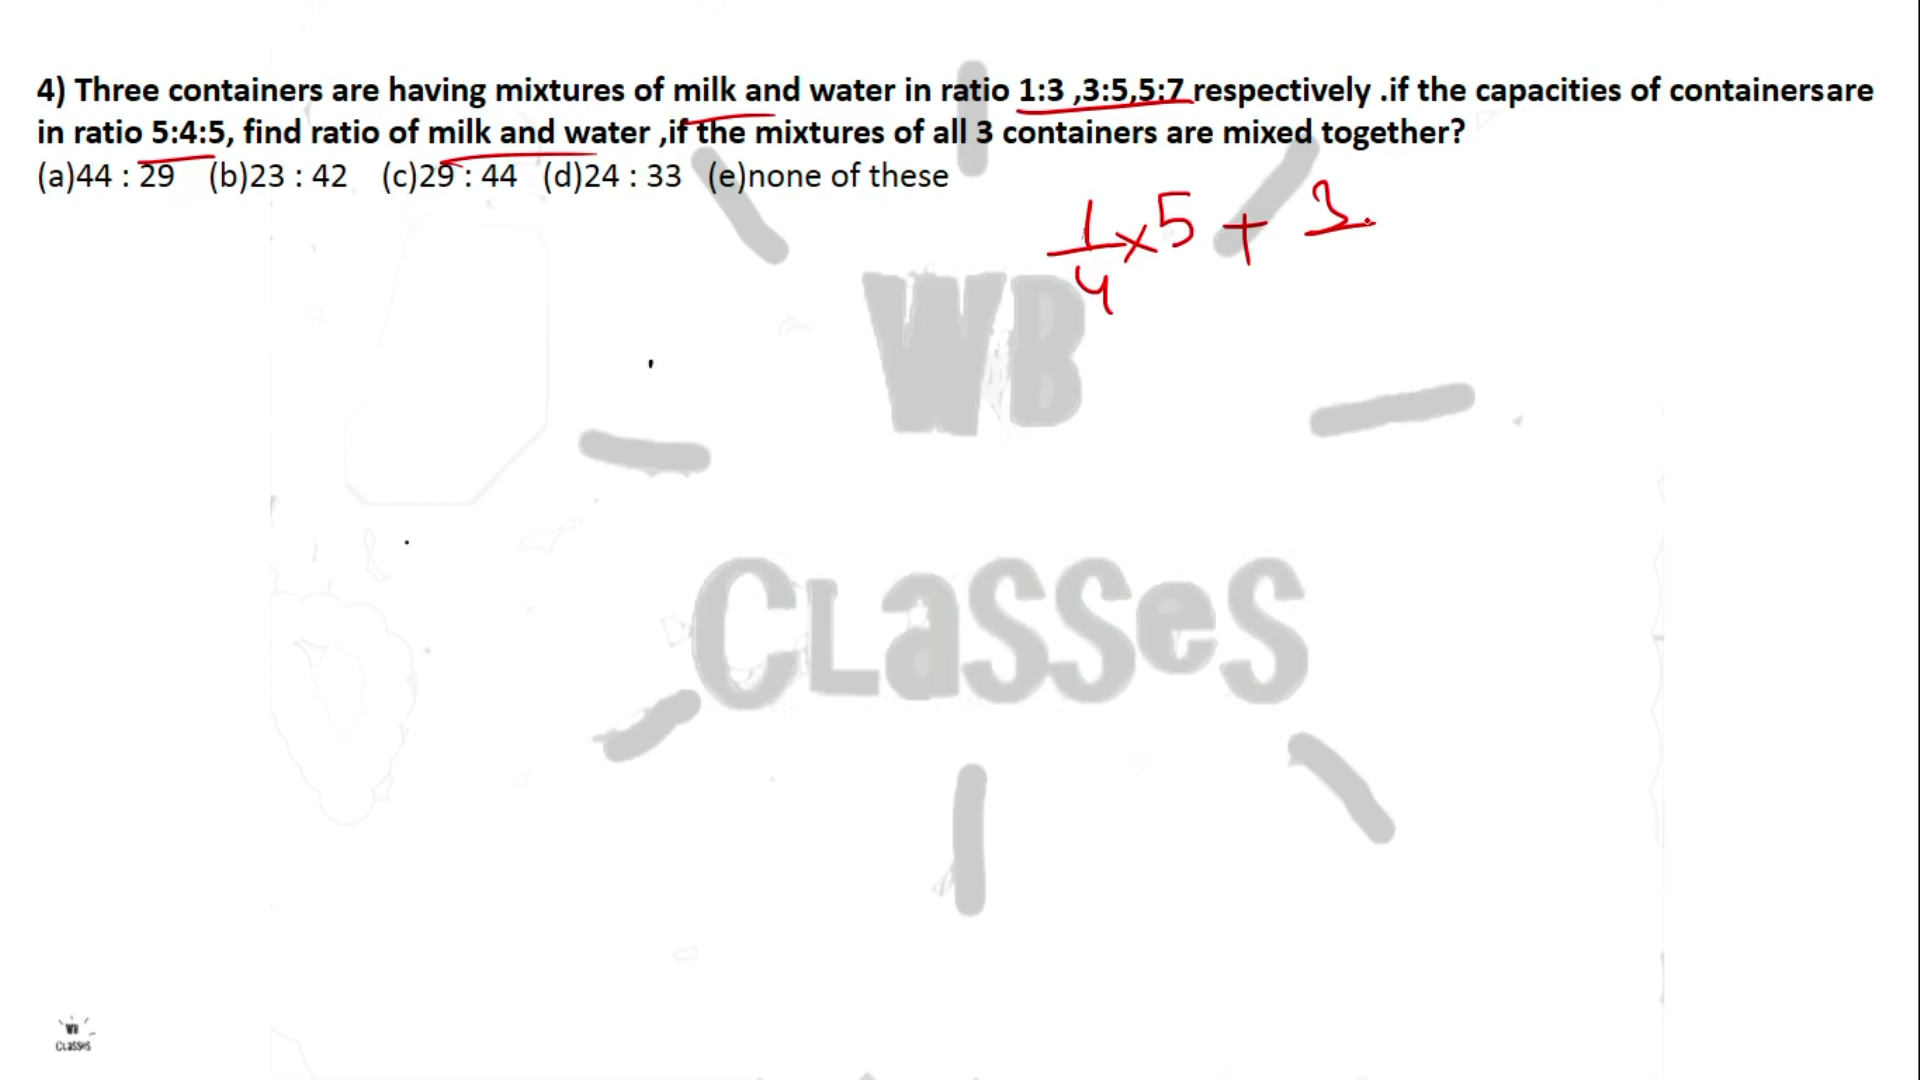 4) Three containers are having mixtures of milk and water in ratio 1:3 ,3:5,5:7 respectively .if the capacities of containersare
in ratio 5:4:5, find ratio of milk and water ,if the mixtures of all 3 containers are mixed together?
(a)44 : 29 (b)23 : 42 (c)29 : 44 (d)24 : 33 (e)none of these
1/4 × 5 + 3
WB
CLaSSeS
WB
CLaSSeS